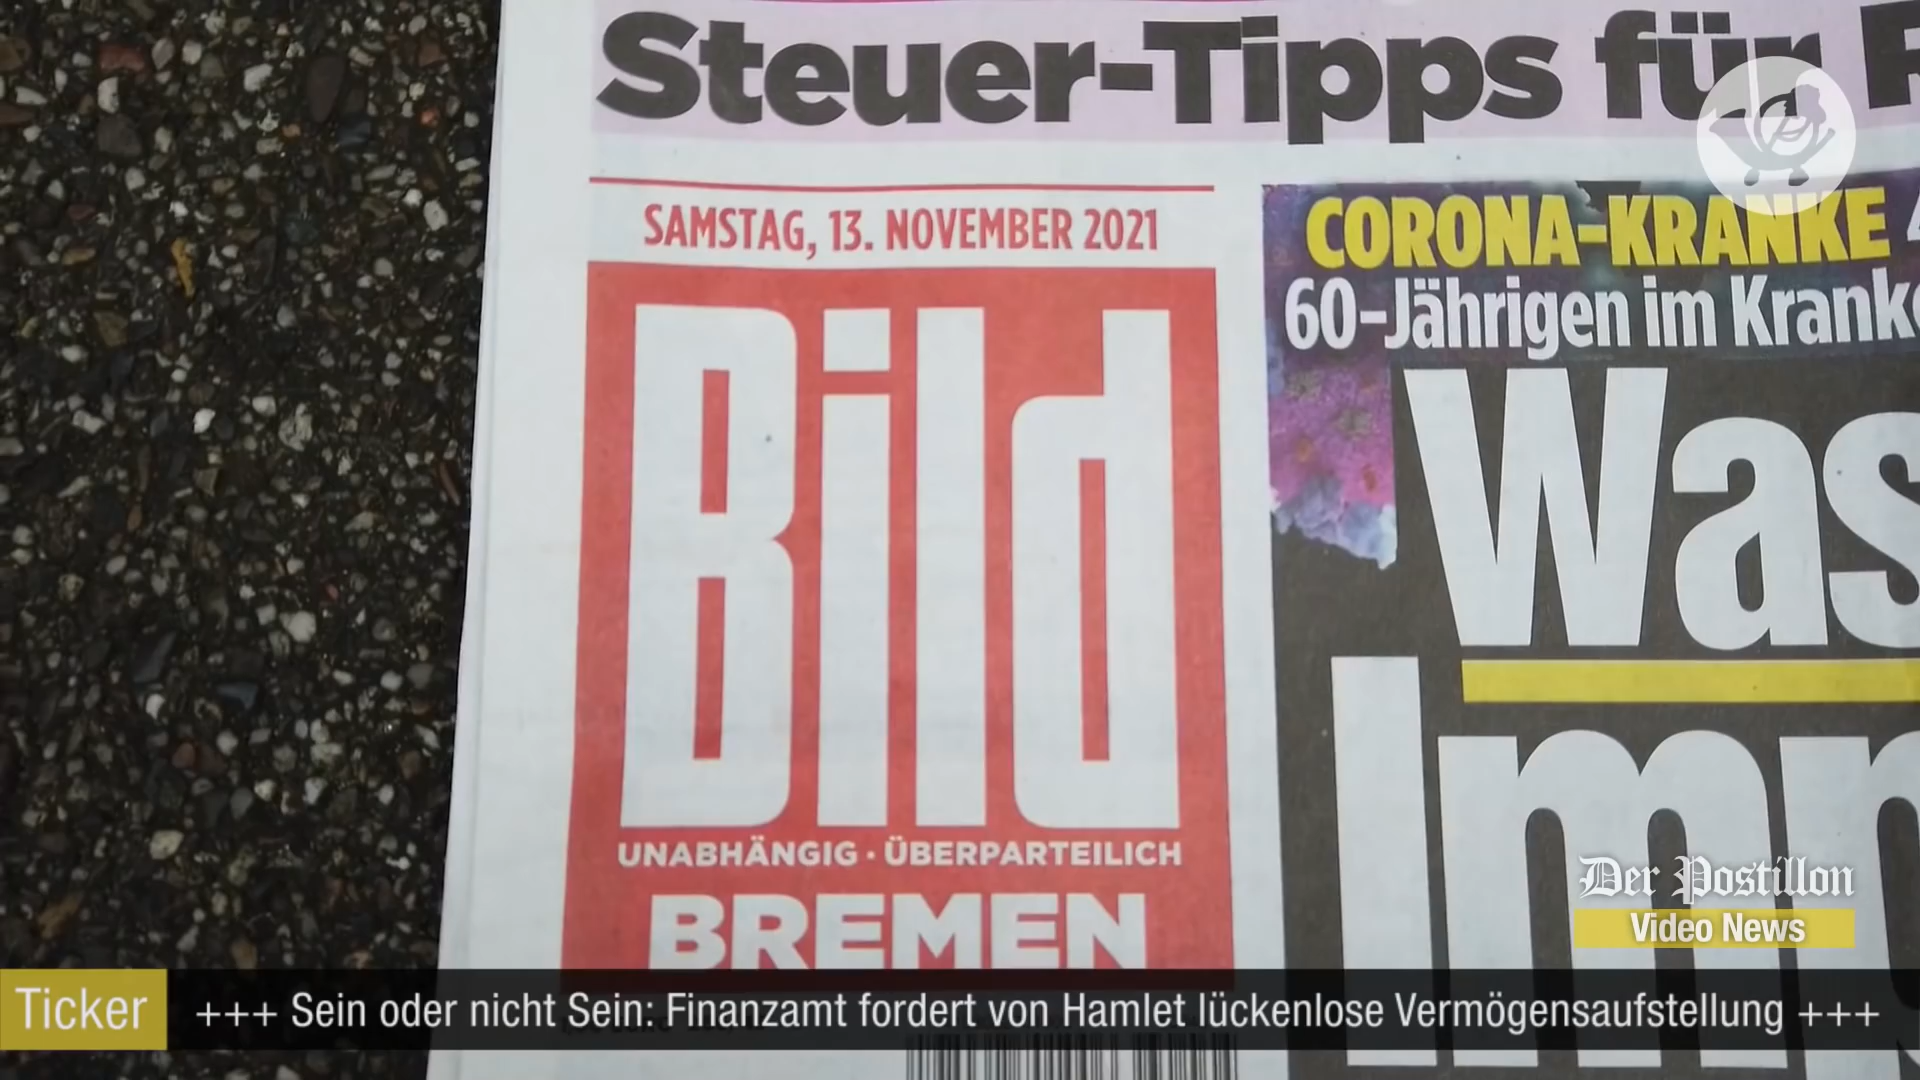 Steuer-Tipps für
SAMSTAG, 13. NOVEMBER 2021
Bild
UNABHÄNGIG · ÜBERPARTEILICH
BREMEN
CORONA-KRANKE
60-Jährigen im
Was
Der Postillon
Video News
Ticker
+++ Sein oder nicht Sein: Finanzamt fordert von Hamlet lückenlose Vermögensaufstellung +++